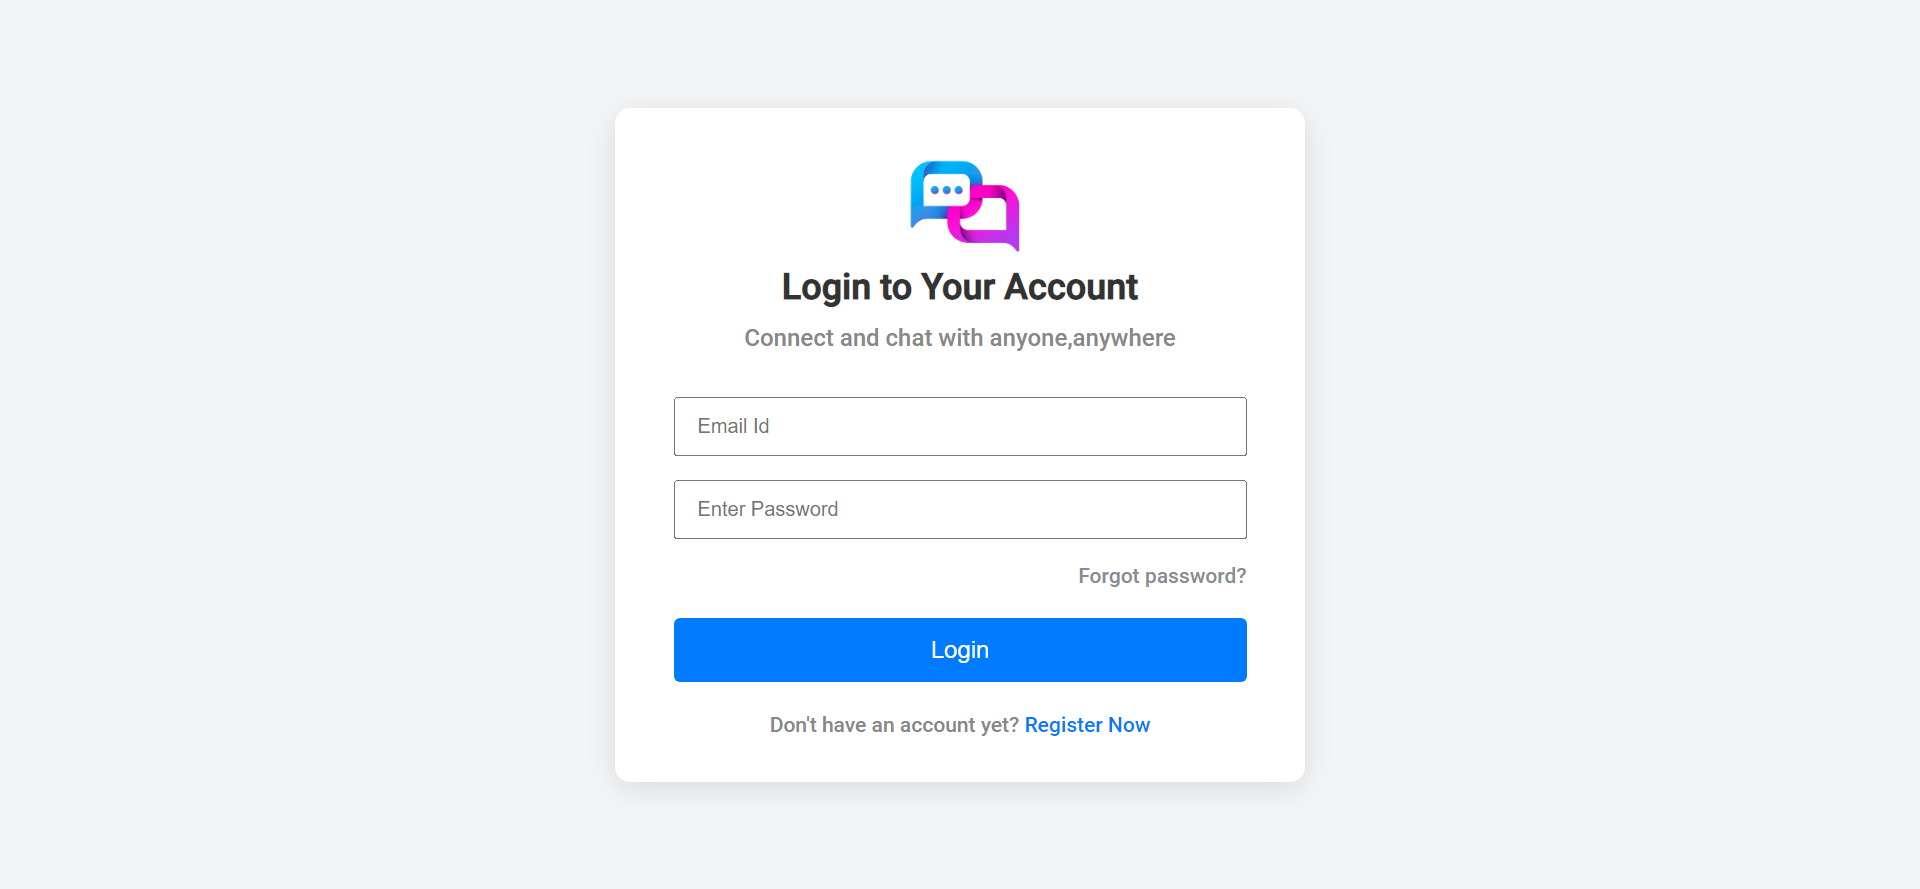 Login to Your Account
Connect and chat with anyone,anywhere
Email Id
Enter Password
Forgot password?
Login
Don't have an account yet? Register Now